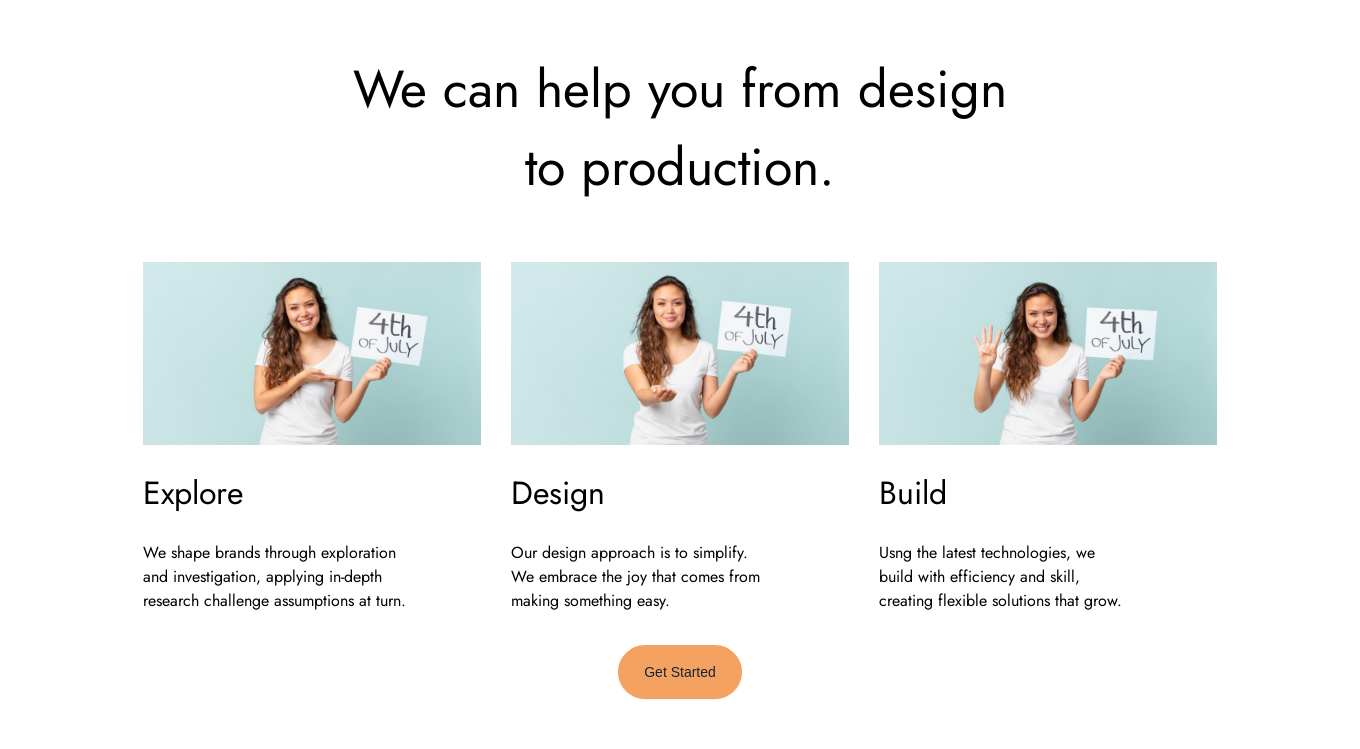 We can help you from design
to production.
4th
OF JULY
4th
OF JULY
4th
OF JULY
Explore
Design
Build
We shape brands through exploration
and investigation, applying in-depth
research challenge assumptions at turn.
Our design approach is to simplify.
We embrace the joy that comes from
making something easy.
Usng the latest technologies, we
build with efficiency and skill,
creating flexible solutions that grow.
Get Started